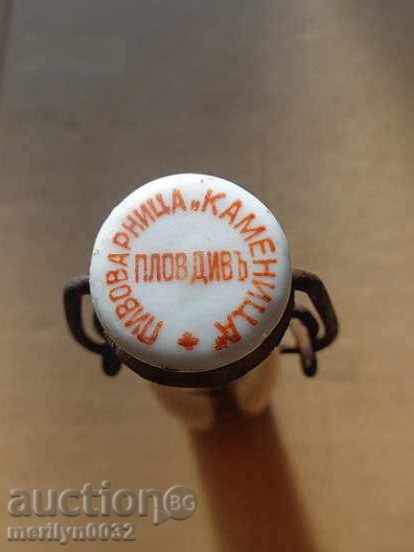 ПИВОВАРНИЦА „КАМЕНИЦА“
ПЛОВДИВЪ
auction BG
merilyn0032